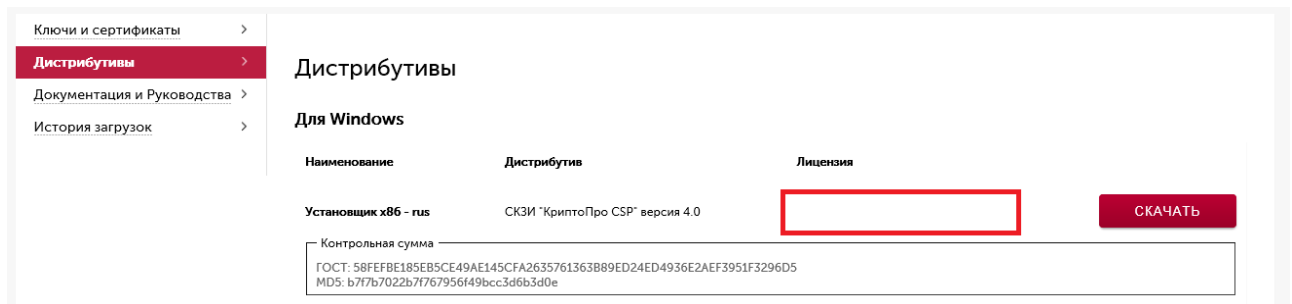 Ключи и сертификаты
Дистрибутивы
Документация и Руководства
История загрузок
Дистрибутивы
Для Windows
Наименование Дистрибутив Лицензия
Установщик x86 - rus СКЗИ "КриптоПро CSP" версия 4.0 СКАЧАТЬ
Контрольная сумма
ГОСТ: 58FEFBE185EB5CE49AE145CFA2635761363B89ED24ED4936E2AEF3951F3296D5
MD5: b7f7b7022b7f767956f49bcc3d6b3d0e